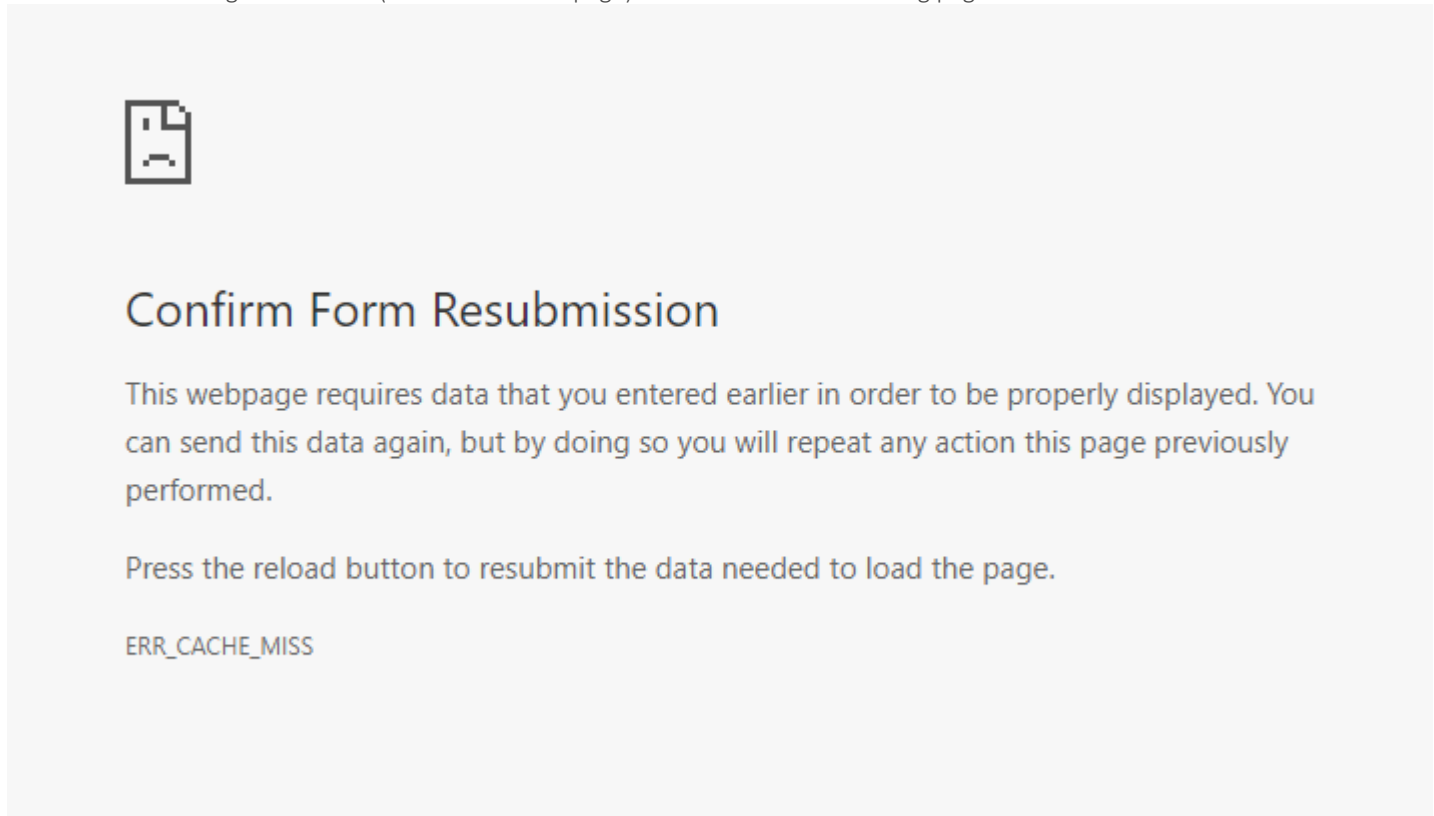 Confirm Form Resubmission
This webpage requires data that you entered earlier in order to be properly displayed. You
can send this data again, but by doing so you will repeat any action this page previously
performed.
Press the reload button to resubmit the data needed to load the page.
ERR_CACHE_MISS